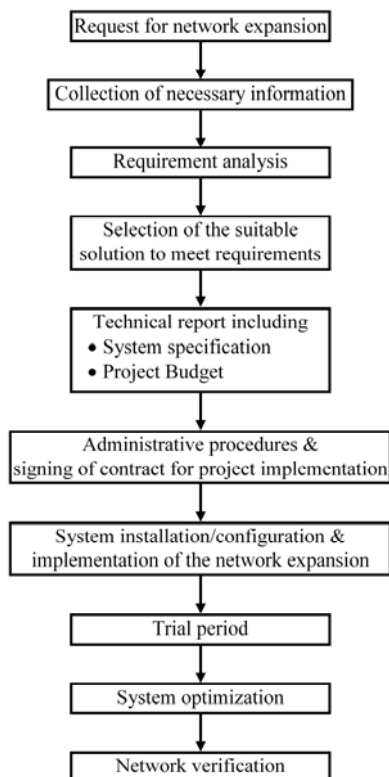 Request for network expansion
Collection of necessary information
Requirement analysis
Selection of the suitable
solution to meet requirements
Technical report including
• System specification
• Project Budget
Administrative procedures &
signing of contract for project implementation
System installation/configuration &
implementation of the network expansion
Trial period
System optimization
Network verification